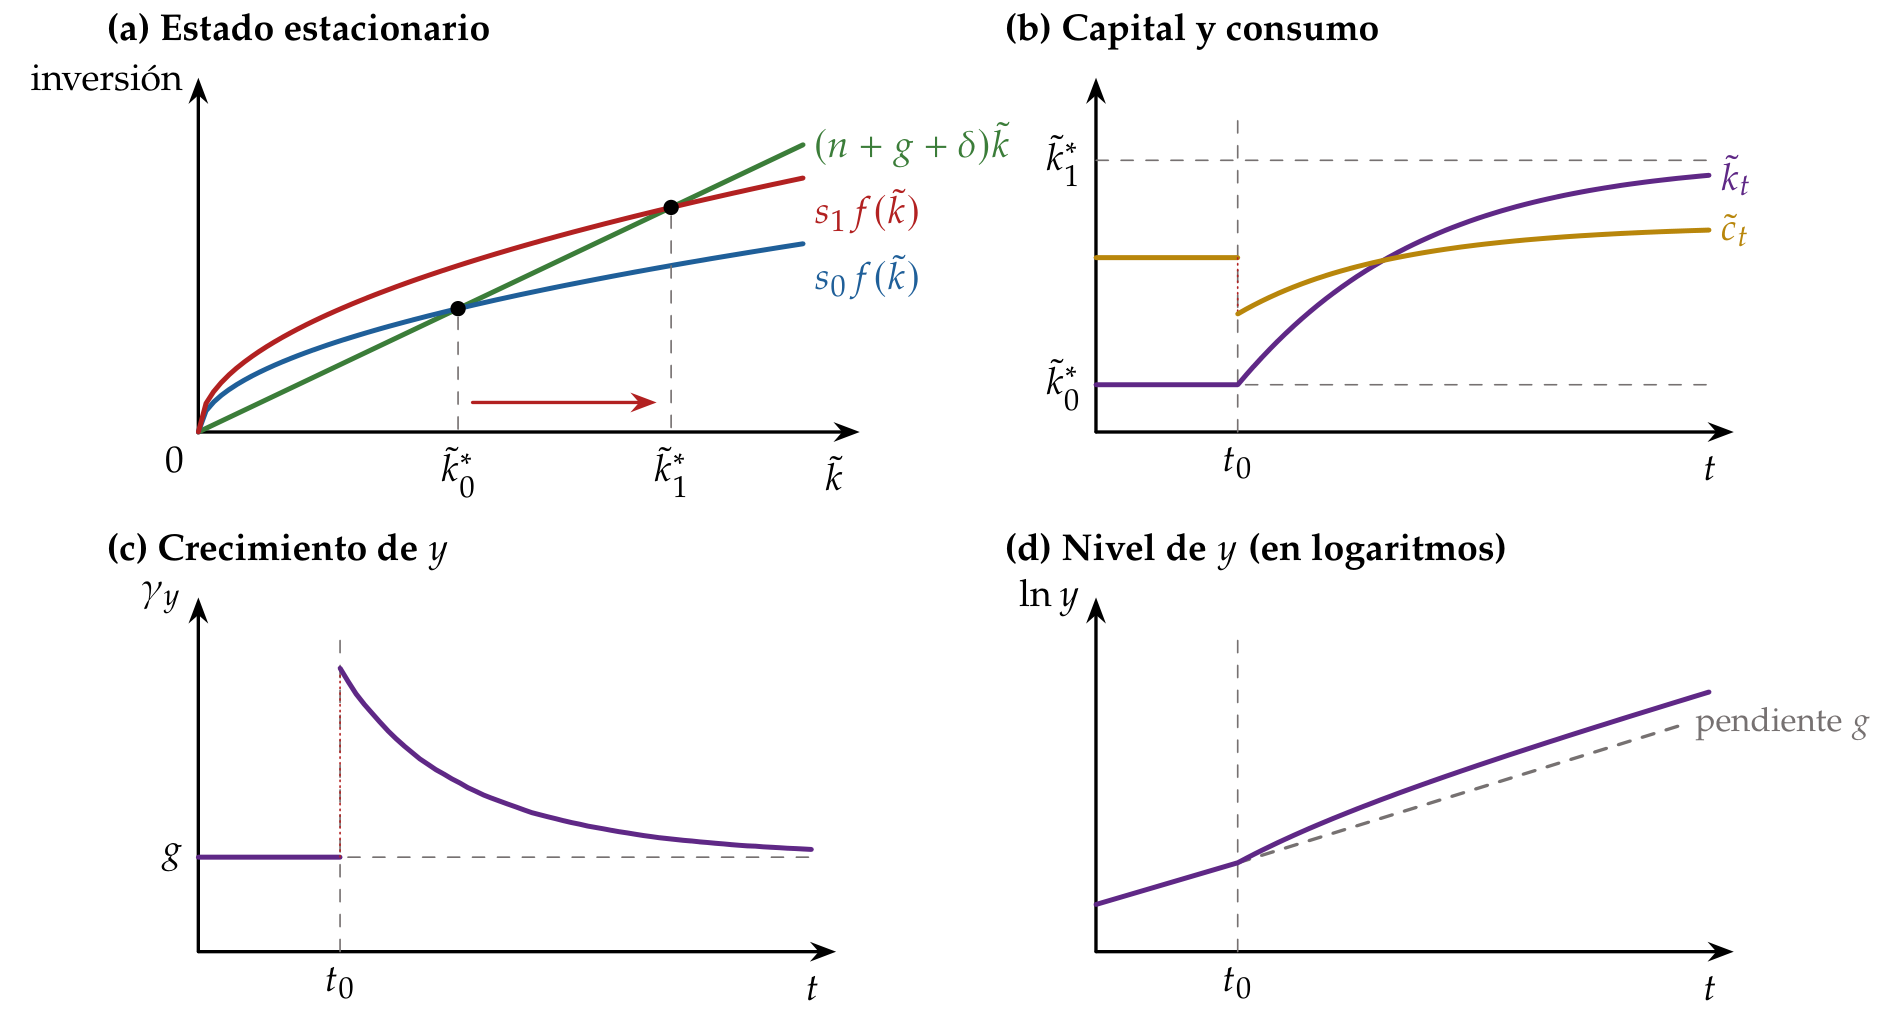 (a) Estado estacionario
inversión
(n + g + δ)k̃
s₁ f(k̃)
s₀ f(k̃)
0
k̃₀*
k̃₁*
k̃
(b) Capital y consumo
k̃₁*
k̃ₜ
c̃ₜ
k̃₀*
t₀
t
(c) Crecimiento de y
γ_y
g
t₀
t
(d) Nivel de y (en logaritmos)
ln y
pendiente g
t₀
t